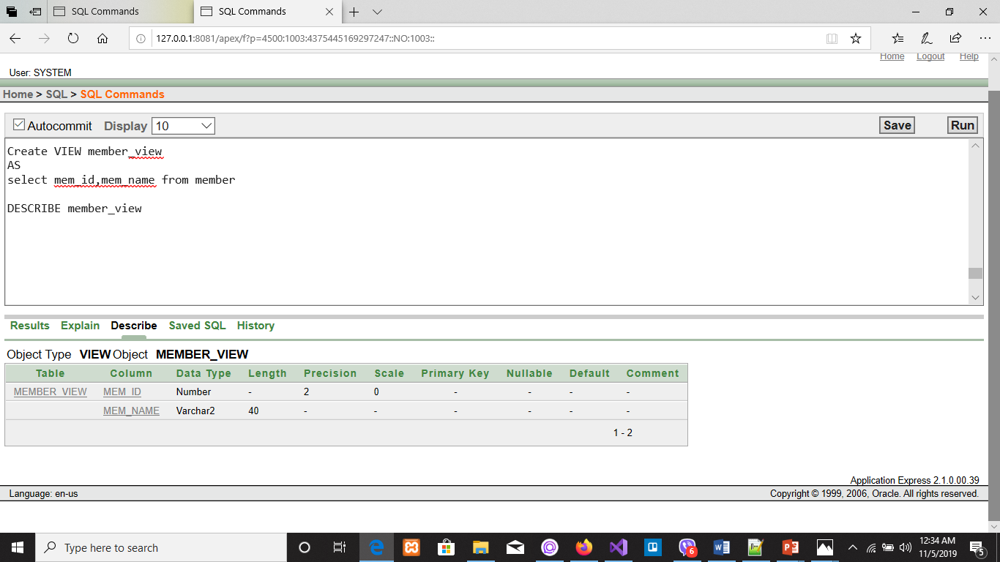 SQL Commands SQL Commands
127.0.0.1:8081/apex/f?p=4500:1003:4375445169297247::NO:1003::
Home Logout Help
User: SYSTEM
Home > SQL > SQL Commands
Autocommit Display 10 Save Run
Create VIEW member_view
AS
select mem_id,mem_name from member
DESCRIBE member_view
Results Explain Describe Saved SQL History
Object Type VIEW Object MEMBER_VIEW
Table Column Data Type Length Precision Scale Primary Key Nullable Default Comment
MEMBER_VIEW MEM_ID Number - 2 0 - - - -
MEM_NAME Varchar2 40 - - - - - -
1 - 2
Application Express 2.1.0.00.39
Language: en-us Copyright © 1999, 2006, Oracle. All rights reserved.
Type here to search 6 12:34 AM
11/5/2019 5